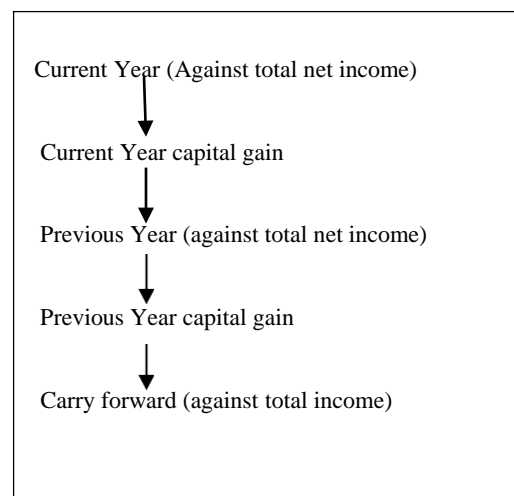 Current Year (Against total net income)
Current Year capital gain
Previous Year (against total net income)
Previous Year capital gain
Carry forward (against total income)